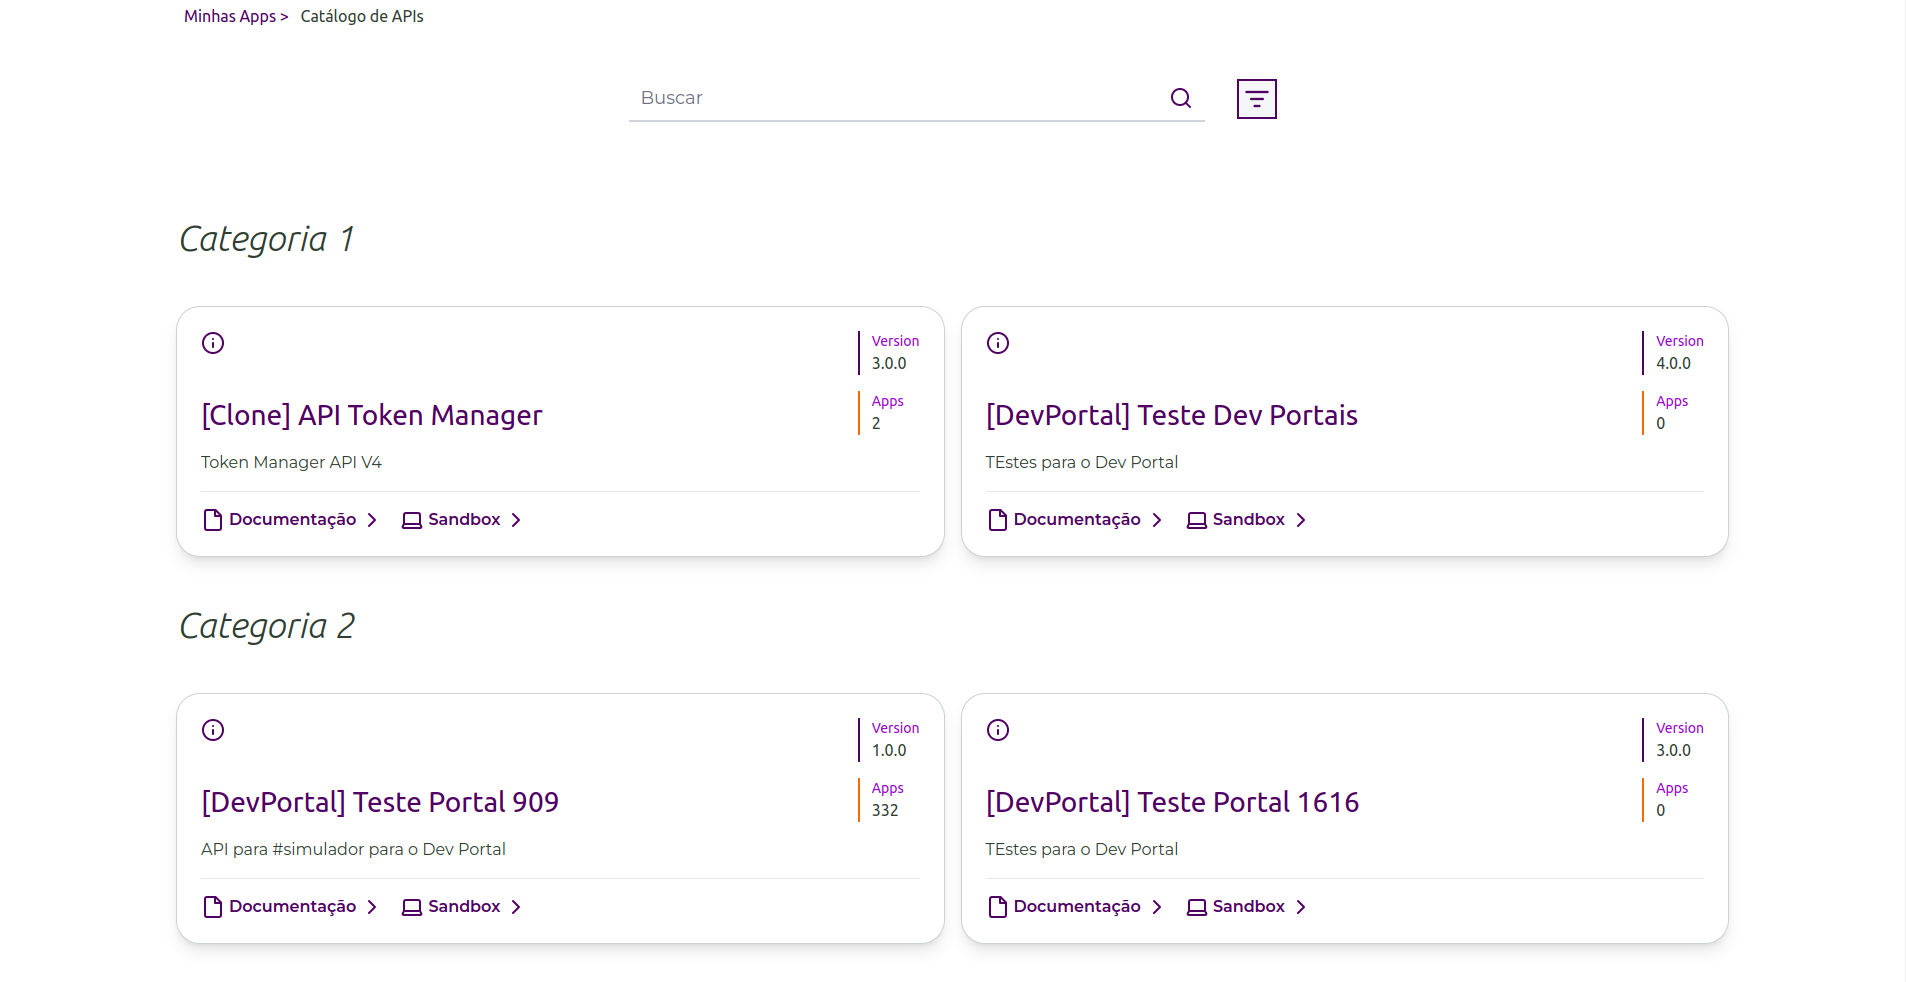 Minhas Apps > Catálogo de APIs
Buscar
Categoria 1
Version
3.0.0
Apps
2
[Clone] API Token Manager
Token Manager API V4
Documentação > Sandbox >
Version
4.0.0
Apps
0
[DevPortal] Teste Dev Portais
TEstes para o Dev Portal
Documentação > Sandbox >
Categoria 2
Version
1.0.0
Apps
332
[DevPortal] Teste Portal 909
API para #simulador para o Dev Portal
Documentação > Sandbox >
Version
3.0.0
Apps
0
[DevPortal] Teste Portal 1616
TEstes para o Dev Portal
Documentação > Sandbox >